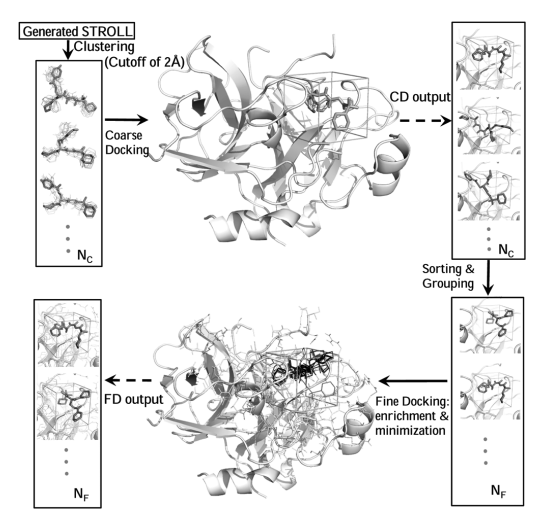 Generated STROLL
Clustering
(Cutoff of 2Å)
Coarse
Docking
N_C
CD output
N_C
Sorting &
Grouping
Fine Docking:
enrichment &
minimization
N_F
FD output
N_F